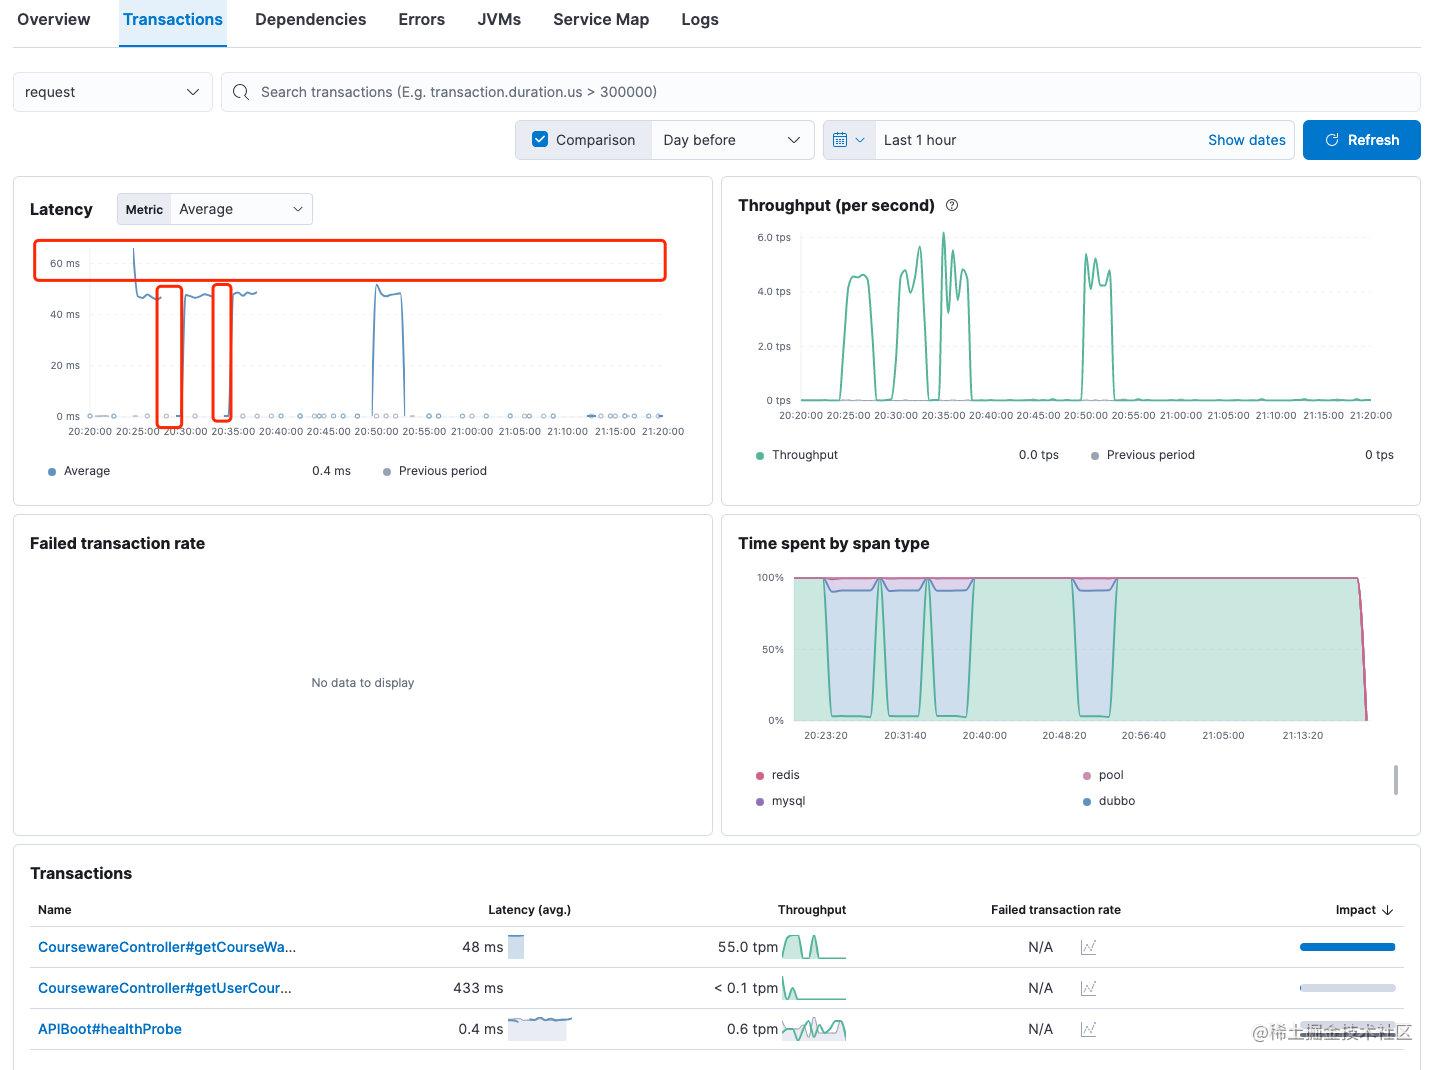 Overview Transactions Dependencies Errors JVMs Service Map Logs
request Search transactions (E.g. transaction.duration.us > 300000)
Comparison Day before Last 1 hour Show dates Refresh
Latency Metric Average
60 ms
40 ms
20 ms
0 ms
20:20:00 20:25:00 20:30:00 20:35:00 20:40:00 20:45:00 20:50:00 20:55:00 21:00:00 21:05:00 21:10:00 21:15:00 21:20:00
Average 0.4 ms Previous period
Throughput (per second)
6.0 tps
4.0 tps
2.0 tps
0 tps
20:20:00 20:25:00 20:30:00 20:35:00 20:40:00 20:45:00 20:50:00 20:55:00 21:00:00 21:05:00 21:10:00 21:15:00 21:20:00
Throughput 0.0 tps Previous period 0 tps
Failed transaction rate
No data to display
Time spent by span type
100%
50%
0%
20:23:20 20:31:40 20:40:00 20:48:20 20:56:40 21:05:00 21:13:20
redis pool
mysql dubbo
Transactions
Name Latency (avg.) Throughput Failed transaction rate Impact
CoursewareController#getCourseWa... 48 ms 55.0 tpm N/A
CoursewareController#getUserCour... 433 ms < 0.1 tpm N/A
APIBoot#healthProbe 0.4 ms 0.6 tpm N/A
@稀土掘金技术社区